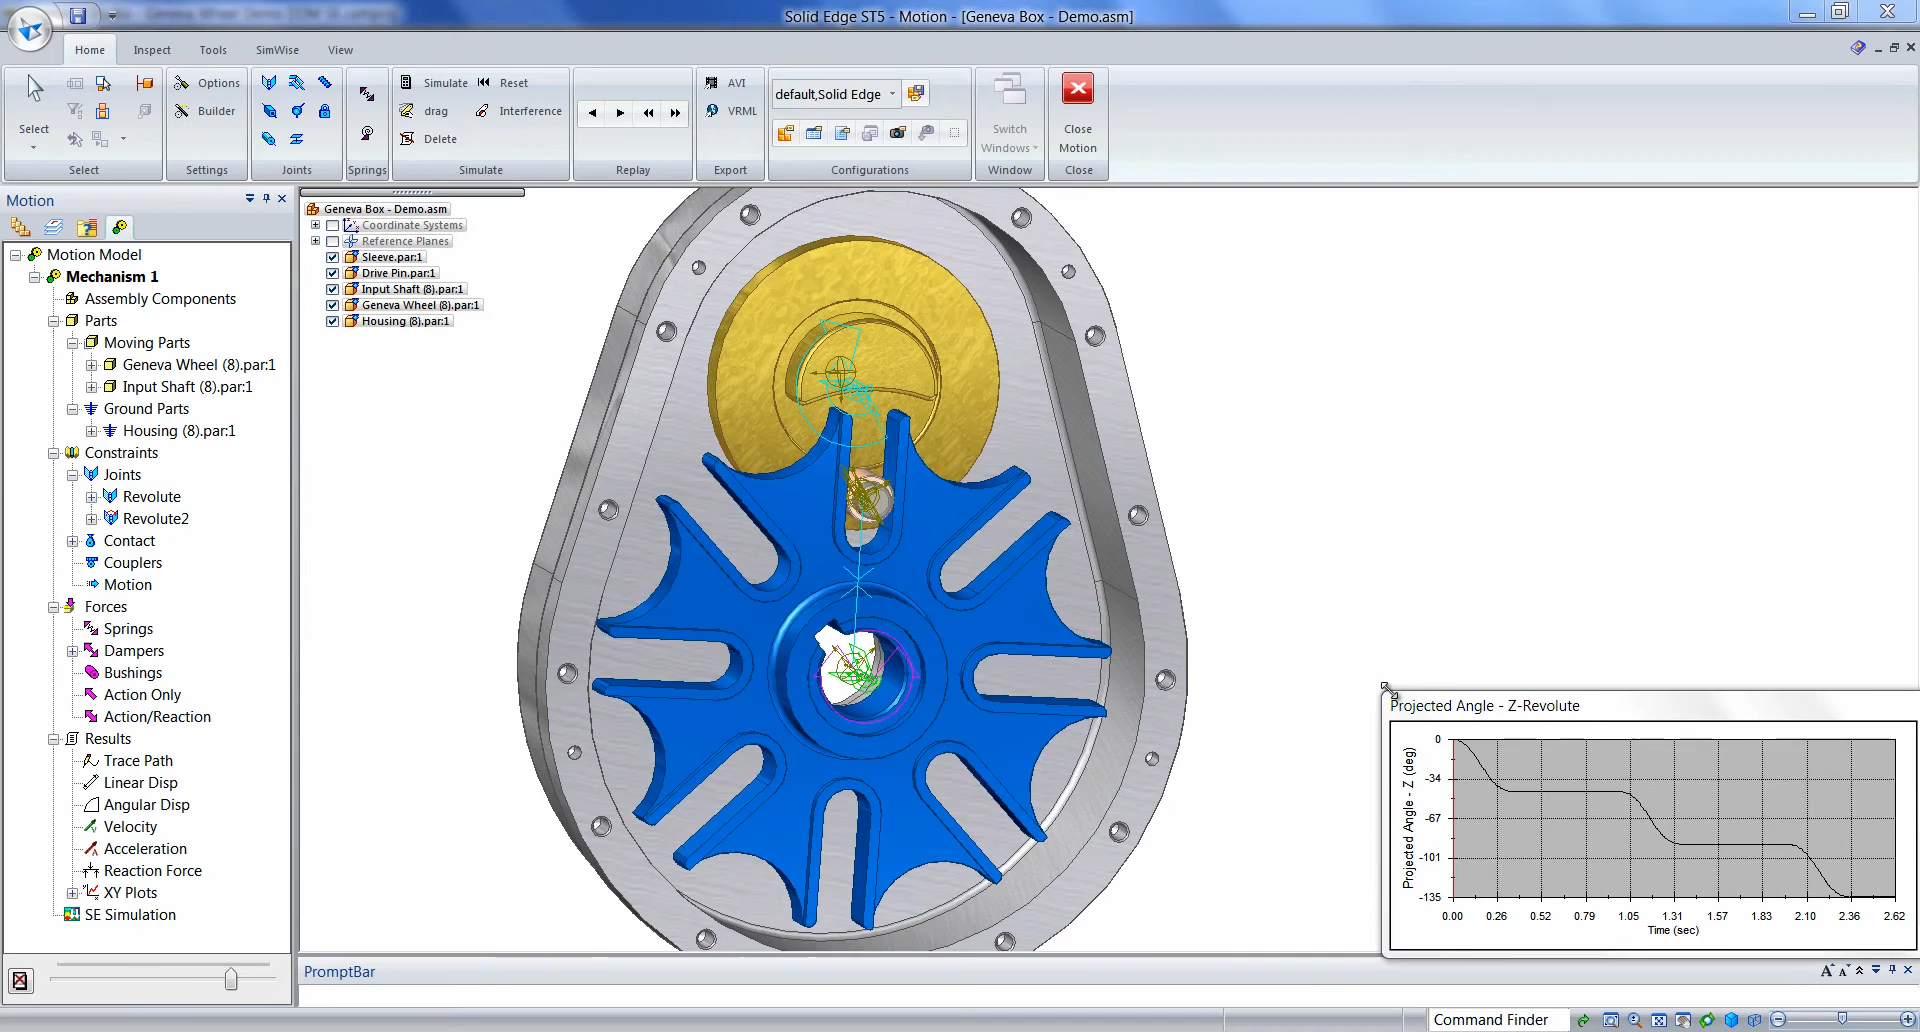 Solid Edge ST5 - Motion - [Geneva Box - Demo.asm]
Home
Inspect
Tools
SimWise
View
Select
Select
Options
Builder
Settings
Joints
Springs
Simulate
drag
Delete
Reset
Interference
Simulate
Replay
AVI
VRML
Export
default,Solid Edge
Configurations
Switch
Windows
Window
Close
Motion
Close
Motion
Motion Model
Mechanism 1
Assembly Components
Parts
Moving Parts
Geneva Wheel (8).par:1
Input Shaft (8).par:1
Ground Parts
Housing (8).par:1
Constraints
Joints
Revolute
Revolute2
Contact
Couplers
Motion
Forces
Springs
Dampers
Bushings
Action Only
Action/Reaction
Results
Trace Path
Linear Disp
Angular Disp
Velocity
Acceleration
Reaction Force
XY Plots
SE Simulation
Geneva Box - Demo.asm
Coordinate Systems
Reference Planes
Sleeve.par:1
Drive Pin.par:1
Input Shaft (8).par:1
Geneva Wheel (8).par:1
Housing (8).par:1
Projected Angle - Z-Revolute
Projected Angle - Z (deg)
0
-34
-67
-101
-135
0.00 0.26 0.52 0.79 1.05 1.31 1.57 1.83 2.10 2.36 2.62
Time (sec)
PromptBar
Command Finder